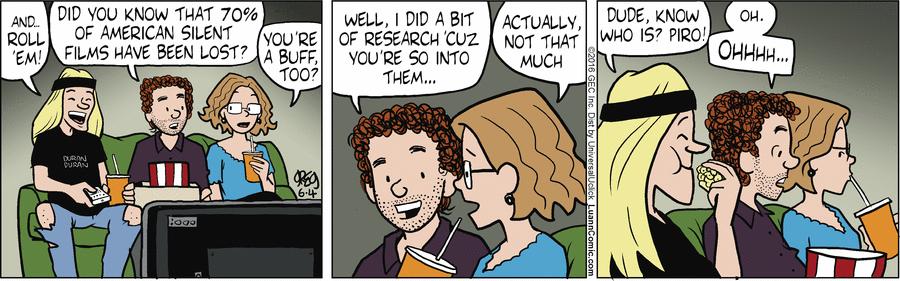 AND...
ROLL
'EM!
DID YOU KNOW THAT 70%
OF AMERICAN SILENT
FILMS HAVE BEEN LOST?
YOU'RE
A BUFF,
TOO?
DURAN
DURAN
GREG
6-4
WELL, I DID A BIT
OF RESEARCH 'CUZ
YOU'RE SO INTO
THEM...
ACTUALLY,
NOT THAT
MUCH
©2016 GEC Inc. Dist by UniversalUclick LuannComic.com
DUDE, KNOW
WHO IS? PIRO!
OH.
OHHHH...